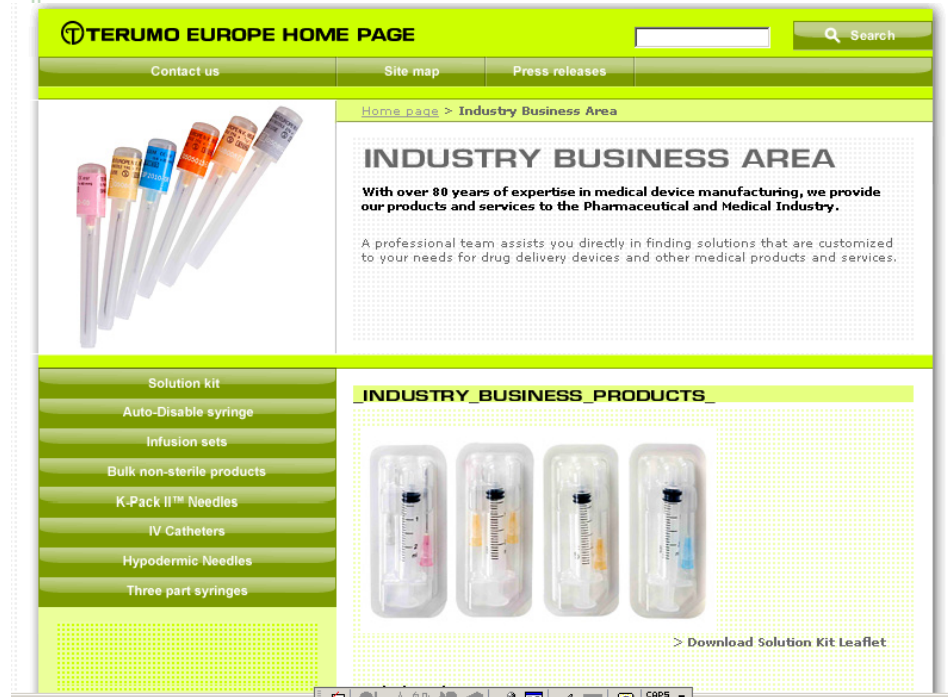 TERUMO EUROPE HOME PAGE
Search
Contact us
Site map
Press releases
Home page > Industry Business Area
INDUSTRY BUSINESS AREA
With over 80 years of expertise in medical device manufacturing, we provide
our products and services to the Pharmaceutical and Medical Industry.
A professional team assists you directly in finding solutions that are customized
to your needs for drug delivery devices and other medical products and services.
Solution kit
Auto-Disable syringe
Infusion sets
Bulk non-sterile products
K-Pack II™ Needles
IV Catheters
Hypodermic Needles
Three part syringes
_INDUSTRY_BUSINESS_PRODUCTS_
> Download Solution Kit Leaflet
CAPS